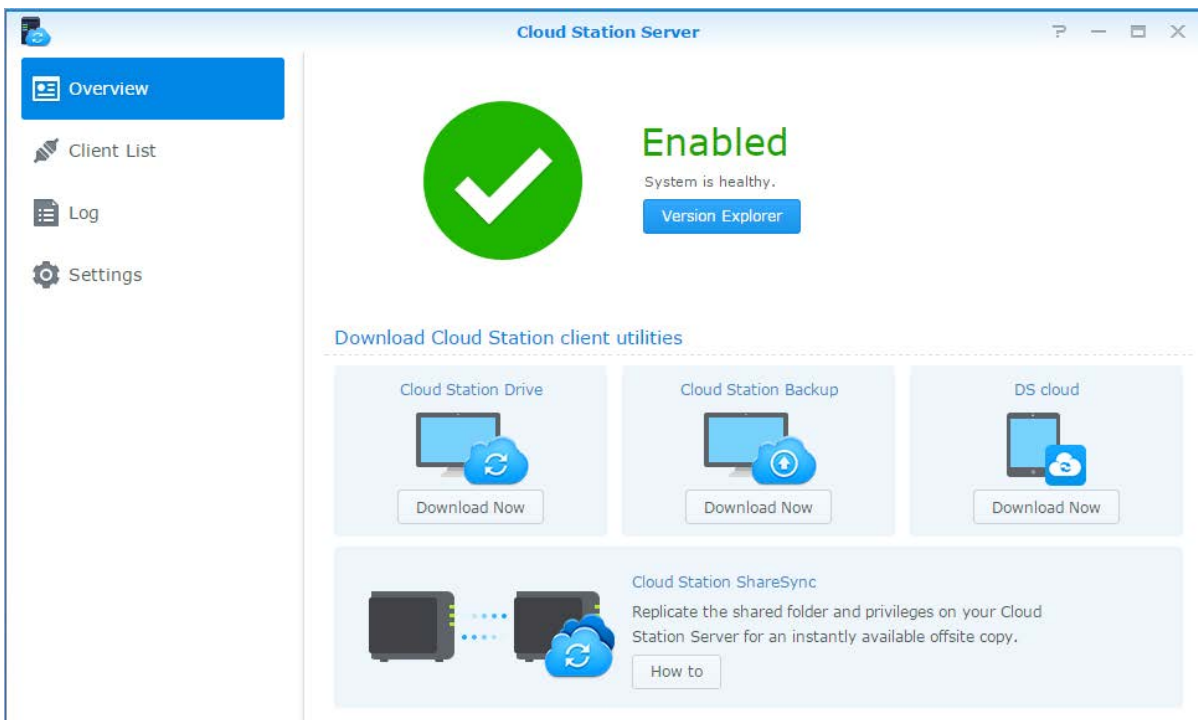 Cloud Station Server
Overview
Client List
Log
Settings
Enabled
System is healthy.
Version Explorer
Download Cloud Station client utilities
Cloud Station Drive
Download Now
Cloud Station Backup
Download Now
DS cloud
Download Now
Cloud Station ShareSync
Replicate the shared folder and privileges on your Cloud
Station Server for an instantly available offsite copy.
How to